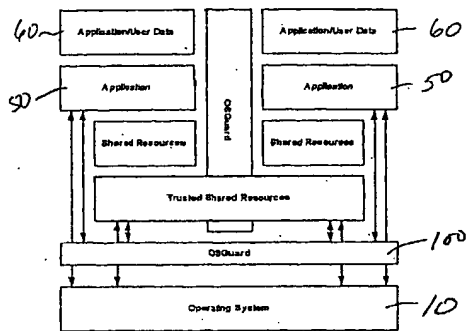 60
Application/User Data
Application/User Data
60
50
Application
Application
50
OSGuard
Shared Resources
Shared Resources
Trusted Shared Resources
OSGuard
100
Operating System
10